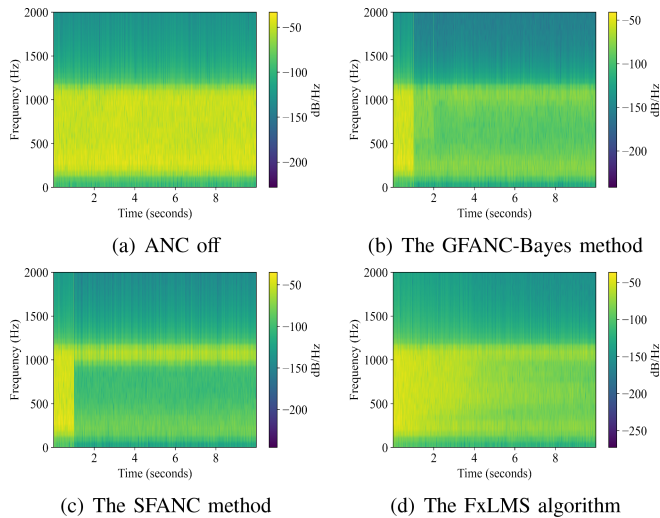 2000
1500
1000
500
0
Frequency (Hz)
2 4 6 8
Time (seconds)
−50
−100
−150
−200
dB/Hz
(a) ANC off
2000
1500
1000
500
0
Frequency (Hz)
2 4 6 8
Time (seconds)
−50
−100
−150
−200
dB/Hz
(b) The GFANC-Bayes method
2000
1500
1000
500
0
Frequency (Hz)
2 4 6 8
Time (seconds)
−50
−100
−150
−200
dB/Hz
(c) The SFANC method
2000
1500
1000
500
0
Frequency (Hz)
2 4 6 8
Time (seconds)
−50
−100
−150
−200
−250
dB/Hz
(d) The FxLMS algorithm